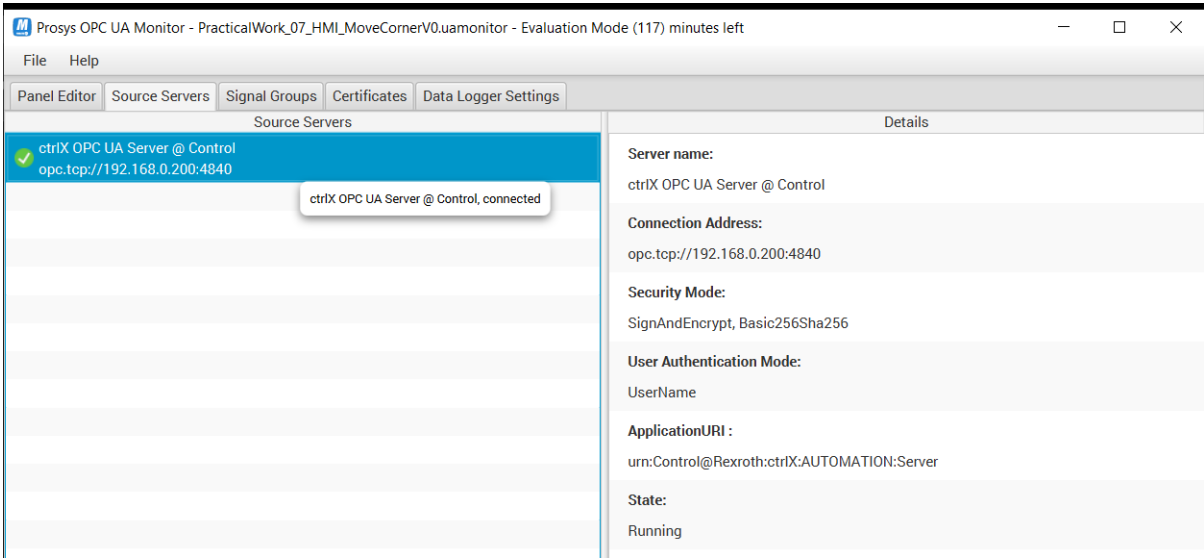 Prosys OPC UA Monitor - PracticalWork_07_HMI_MoveCornerV0.uamonitor - Evaluation Mode (117) minutes left
File Help
Panel Editor Source Servers Signal Groups Certificates Data Logger Settings
Source Servers
ctrlX OPC UA Server @ Control
opc.tcp://192.168.0.200:4840
ctrlX OPC UA Server @ Control, connected
Details
Server name:
ctrlX OPC UA Server @ Control
Connection Address:
opc.tcp://192.168.0.200:4840
Security Mode:
SignAndEncrypt, Basic256Sha256
User Authentication Mode:
UserName
ApplicationURI :
urn:Control@Rexroth:ctrlX:AUTOMATION:Server
State:
Running